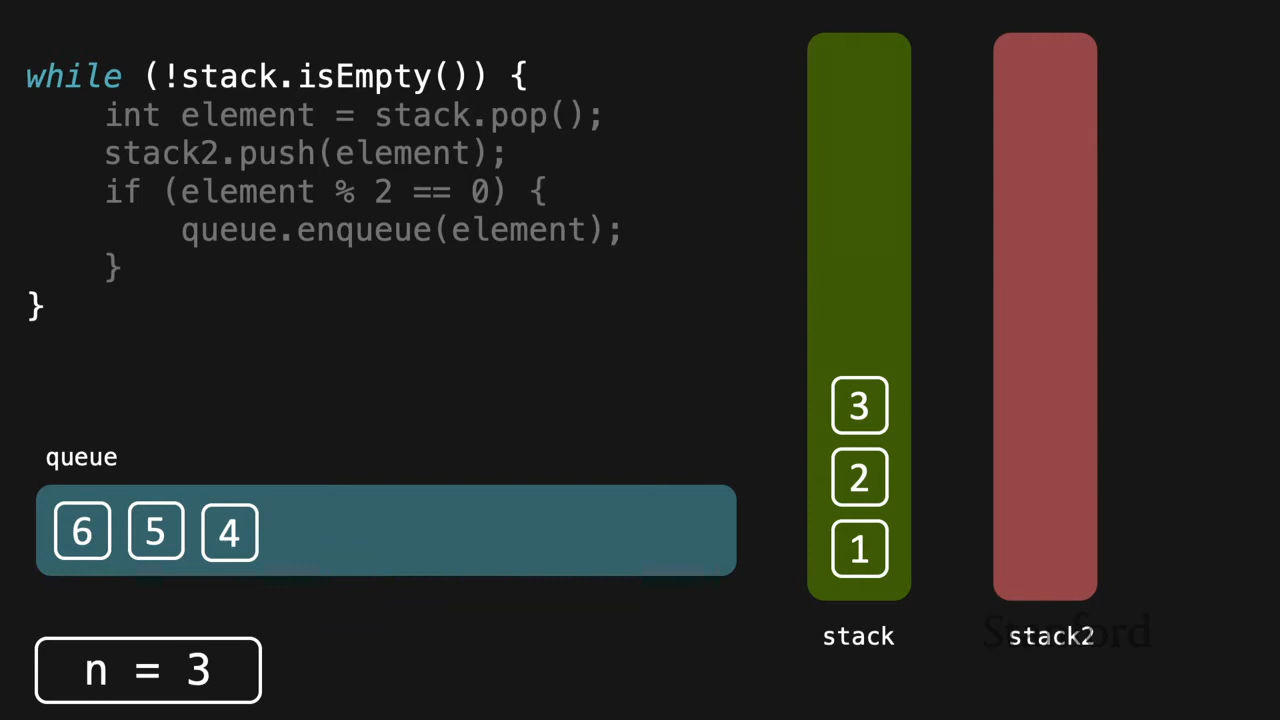 while (!stack.isEmpty()) {
int element = stack.pop();
stack2.push(element);
if (element % 2 == 0) {
queue.enqueue(element);
}
}
queue
6 5 4
n = 3
3
2
1
stack
stack2
Stanford